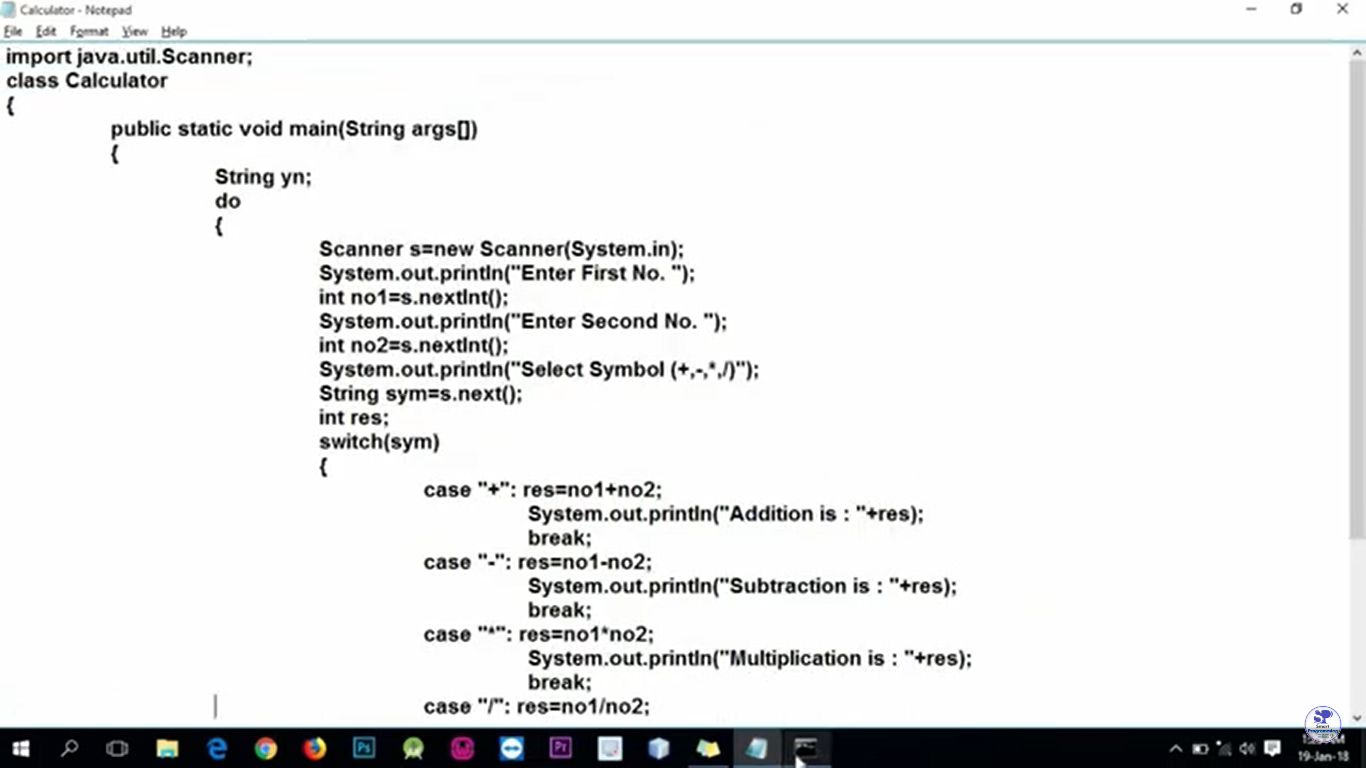 Calculator - Notepad
File Edit Format View Help
import java.util.Scanner;
class Calculator
{
public static void main(String args[])
{
String yn;
do
{
Scanner s=new Scanner(System.in);
System.out.println("Enter First No. ");
int no1=s.nextInt();
System.out.println("Enter Second No. ");
int no2=s.nextInt();
System.out.println("Select Symbol (+,-,*,/)");
String sym=s.next();
int res;
switch(sym)
{
case "+": res=no1+no2;
System.out.println("Addition is : "+res);
break;
case "-": res=no1-no2;
System.out.println("Subtraction is : "+res);
break;
case "*": res=no1*no2;
System.out.println("Multiplication is : "+res);
break;
case "/": res=no1/no2;
Ps
Pr
SP
Smart
Programming
19-Jan-18